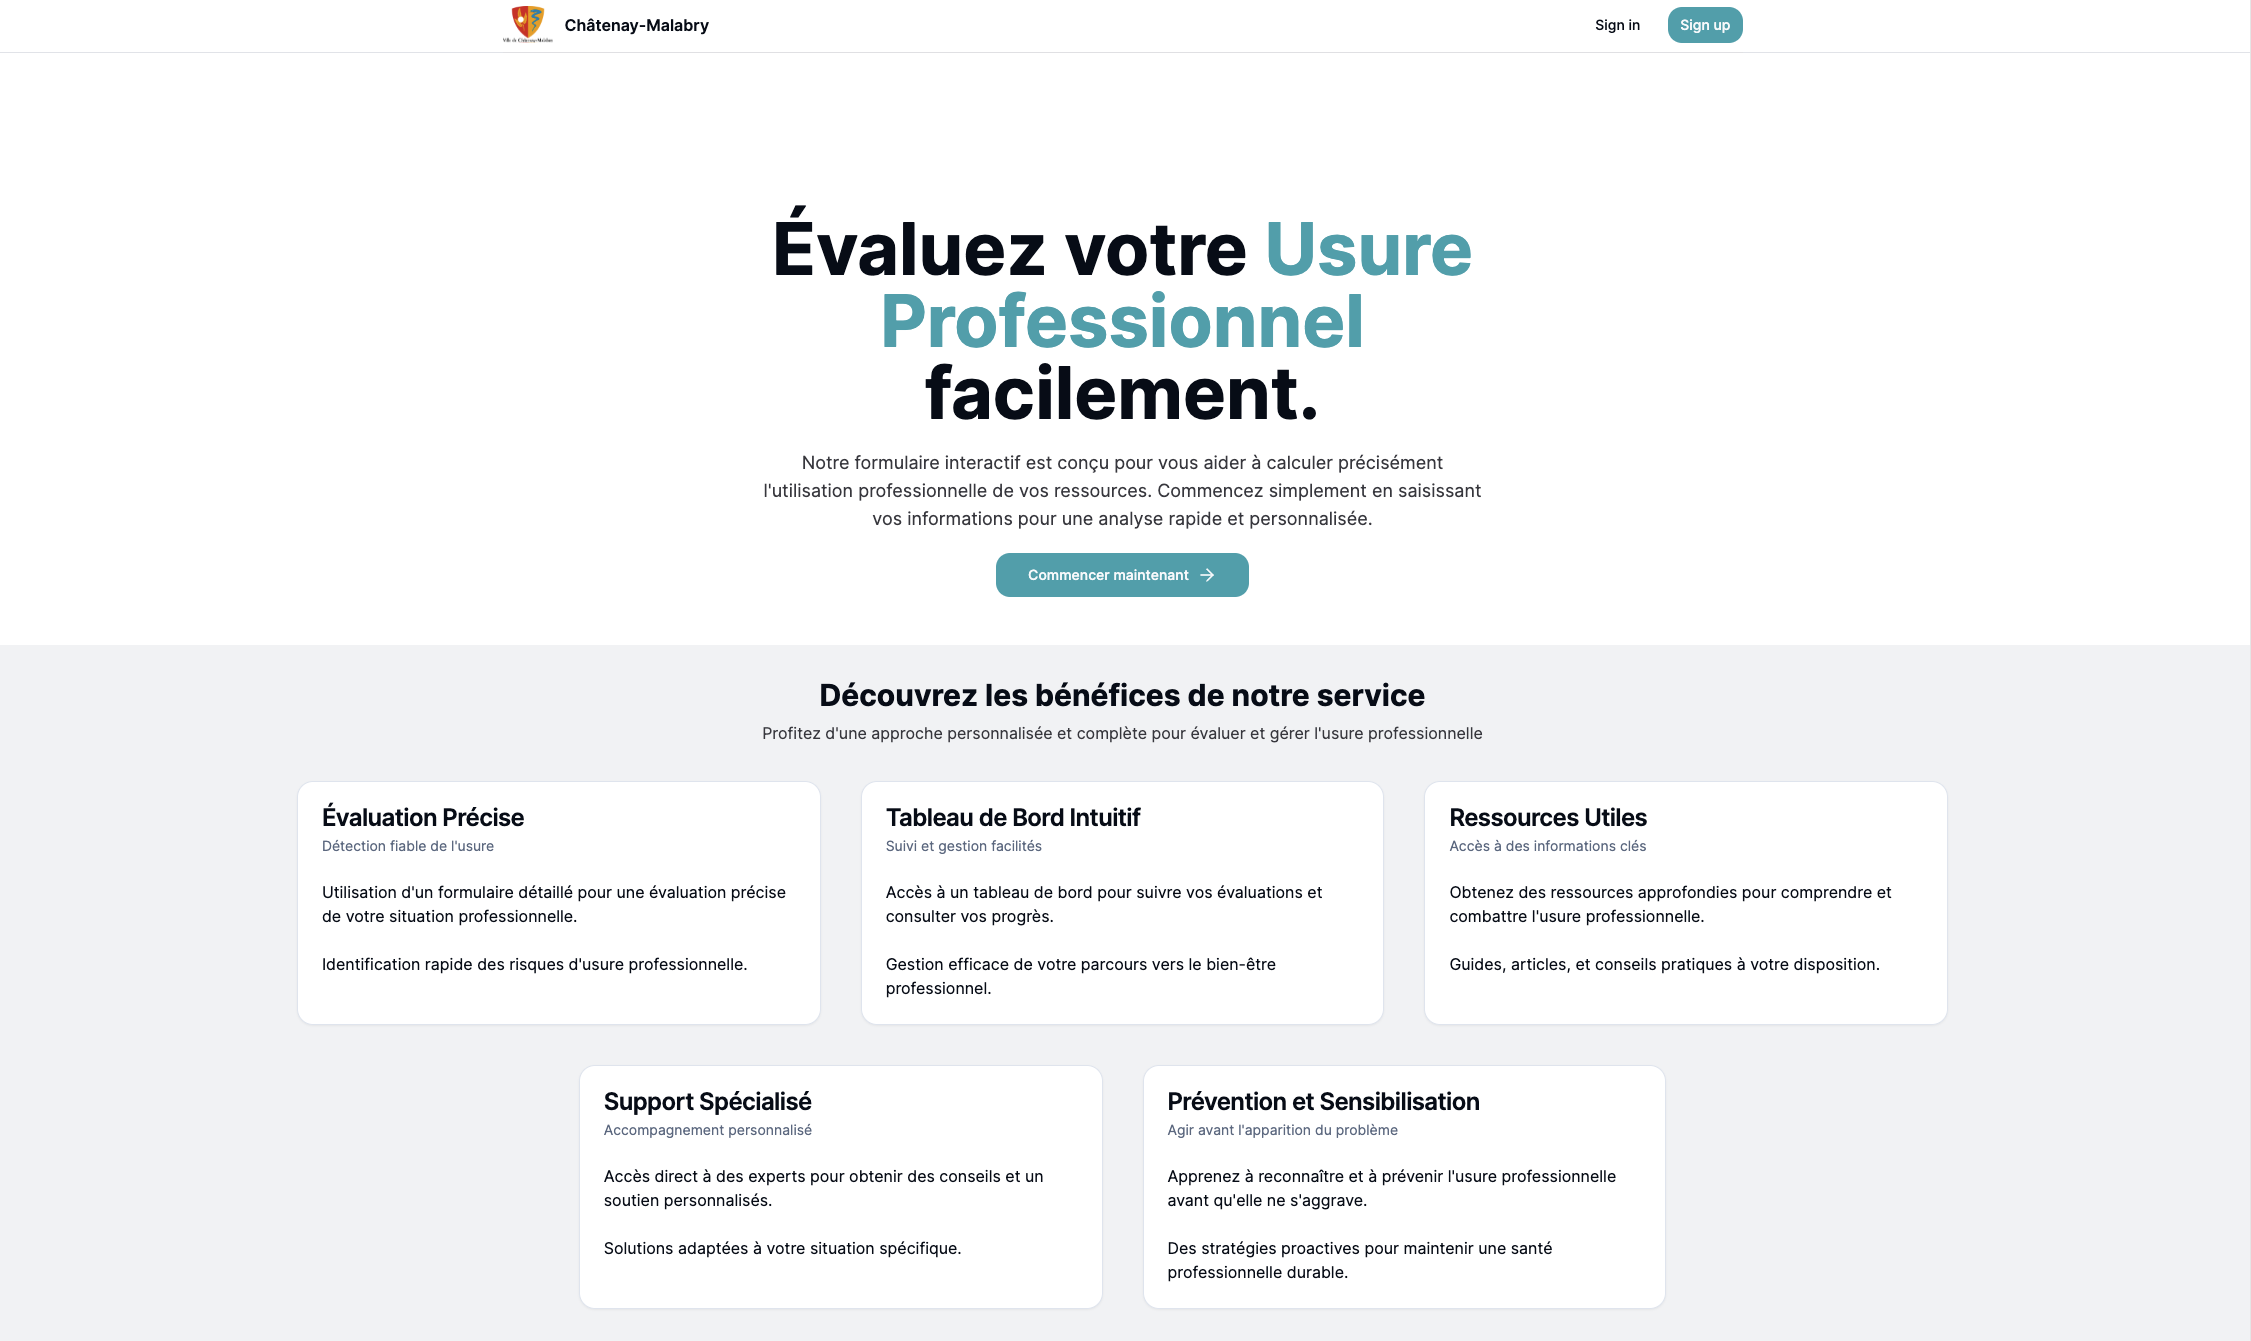 Ville de Châtenay-Malabry
Châtenay-Malabry
Sign in
Sign up
Évaluez votre Usure
Professionnel
facilement.
Notre formulaire interactif est conçu pour vous aider à calculer précisément
l'utilisation professionnelle de vos ressources. Commencez simplement en saisissant
vos informations pour une analyse rapide et personnalisée.
Commencer maintenant
Découvrez les bénéfices de notre service
Profitez d'une approche personnalisée et complète pour évaluer et gérer l'usure professionnelle
Évaluation Précise
Détection fiable de l'usure
Utilisation d'un formulaire détaillé pour une évaluation précise
de votre situation professionnelle.
Identification rapide des risques d'usure professionnelle.
Tableau de Bord Intuitif
Suivi et gestion facilités
Accès à un tableau de bord pour suivre vos évaluations et
consulter vos progrès.
Gestion efficace de votre parcours vers le bien-être
professionnel.
Ressources Utiles
Accès à des informations clés
Obtenez des ressources approfondies pour comprendre et
combattre l'usure professionnelle.
Guides, articles, et conseils pratiques à votre disposition.
Support Spécialisé
Accompagnement personnalisé
Accès direct à des experts pour obtenir des conseils et un
soutien personnalisés.
Solutions adaptées à votre situation spécifique.
Prévention et Sensibilisation
Agir avant l'apparition du problème
Apprenez à reconnaître et à prévenir l'usure professionnelle
avant qu'elle ne s'aggrave.
Des stratégies proactives pour maintenir une santé
professionnelle durable.